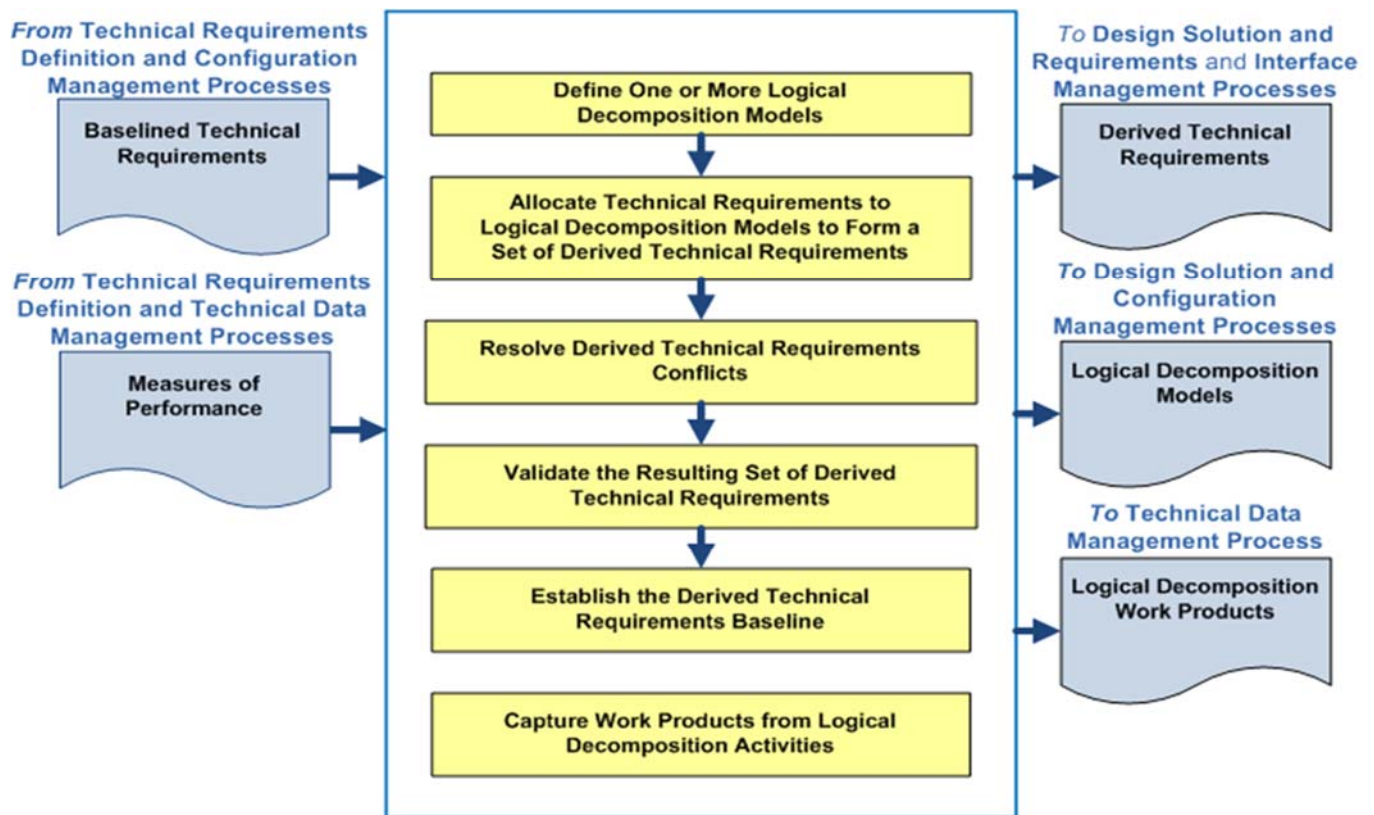 From Technical Requirements
Definition and Configuration
Management Processes
Baselined Technical
Requirements
From Technical Requirements
Definition and Technical Data
Management Processes
Measures of
Performance
Define One or More Logical
Decomposition Models
Allocate Technical Requirements to
Logical Decomposition Models to Form a
Set of Derived Technical Requirements
Resolve Derived Technical Requirements
Conflicts
Validate the Resulting Set of Derived
Technical Requirements
Establish the Derived Technical
Requirements Baseline
Capture Work Products from Logical
Decomposition Activities
To Design Solution and
Requirements and Interface
Management Processes
Derived Technical
Requirements
To Design Solution and
Configuration
Management Processes
Logical Decomposition
Models
To Technical Data
Management Process
Logical Decomposition
Work Products